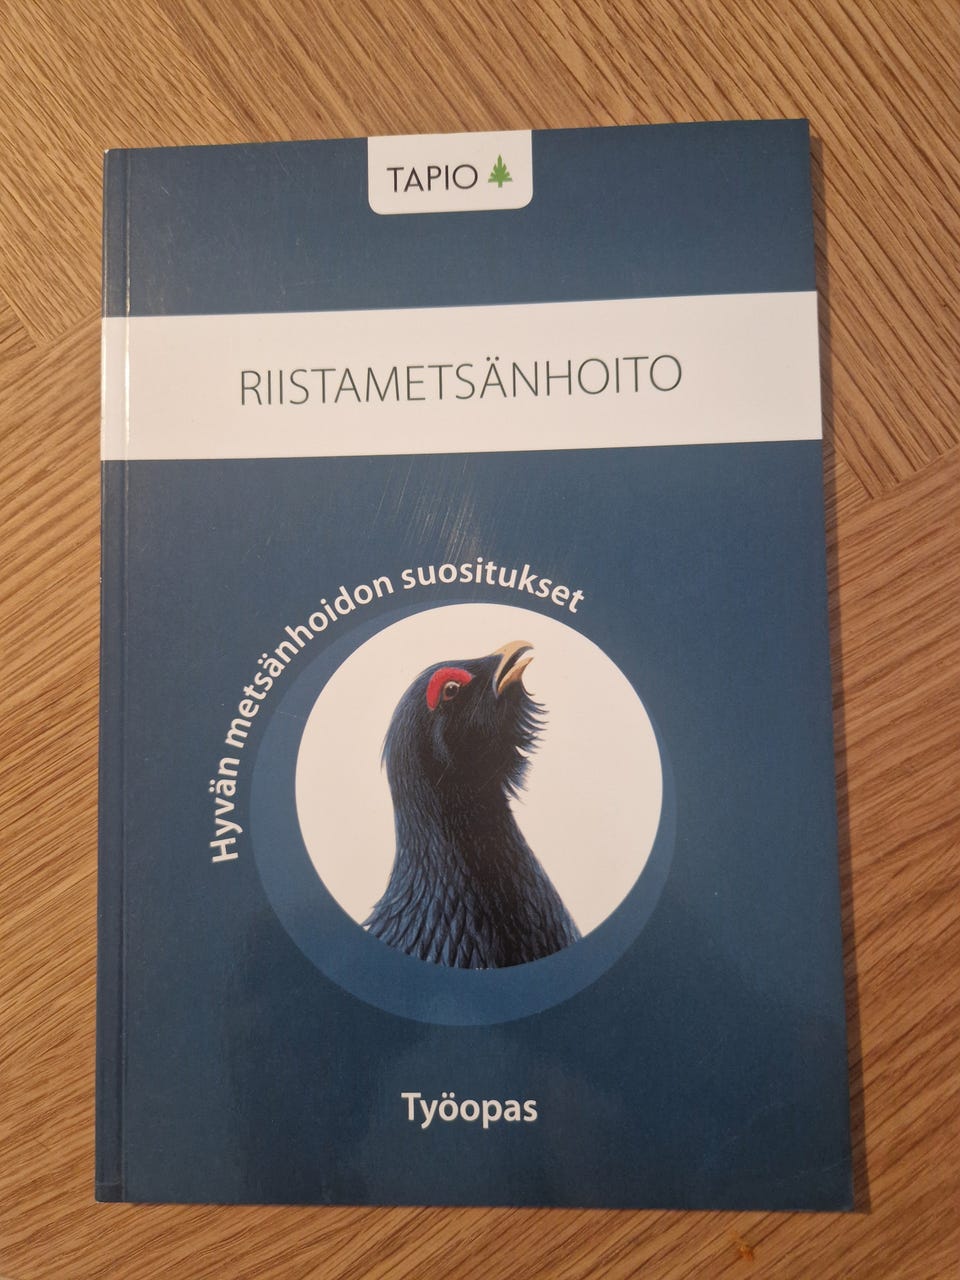 TAPIO
RIISTAMETSÄNHOITO
Hyvän metsänhoidon suositukset
Työopas